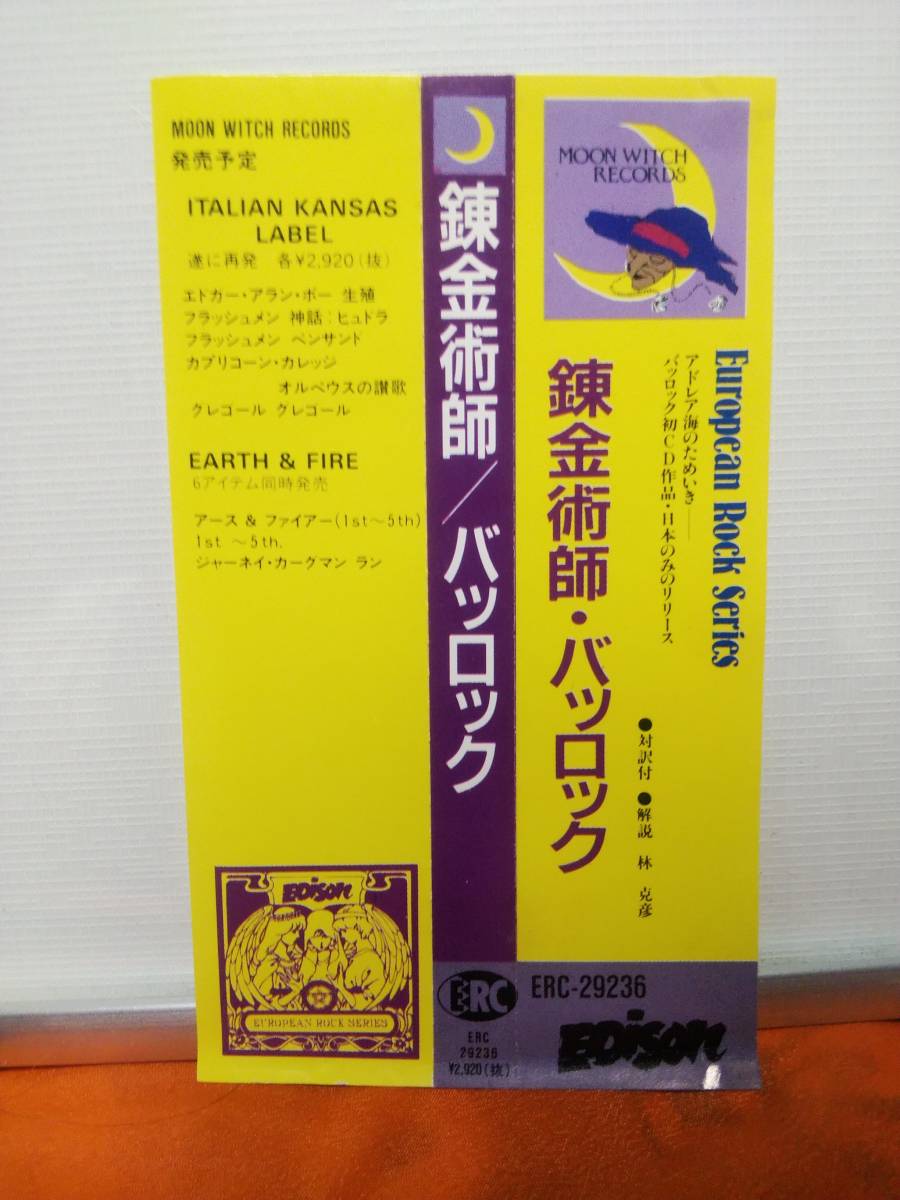 MOON WITCH RECORDS
発売予定
ITALIAN KANSAS
LABEL
遂に再発 各¥2,920(抜)
エドガー・アラン・ポー 生殖
フラッシュメン 神話:ヒュドラ
フラッシュメン ペンサンド
カプリコーン・カレッジ
オルペウスの讃歌
グレゴール グレゴール
EARTH & FIRE
6アイテム同時発売
アース & ファイアー(1st〜5th)
1st 〜5th.
ジャーネイ・カーグマン ラン
EDison
EUROPEAN ROCK SERIES
錬金術師/バッロック
ERC
ERC
29236
¥2,920(抜)
MOON WITCH
RECORDS
European Rock Series
アドレア海のためいき——
バッロック初CD作品・日本のみのリリース
錬金術師・バッロック
●対訳付 ●解説 林 克彦
ERC-29236
EDison